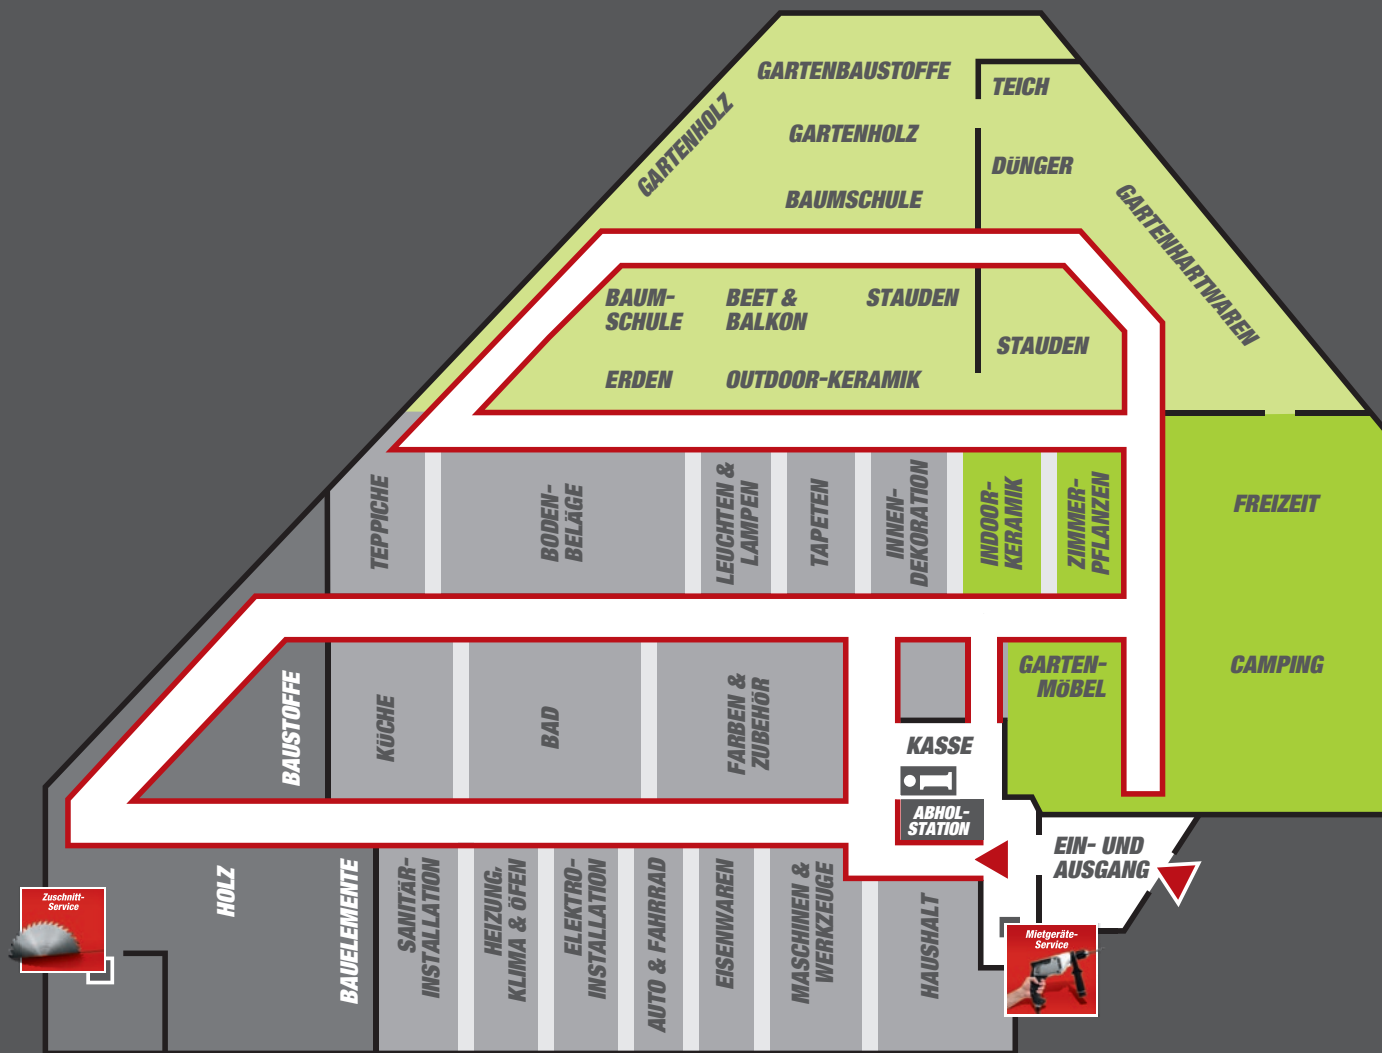 GARTENBAUSTOFFE
TEICH
GARTENHOLZ
GARTENHOLZ
DÜNGER
BAUMSCHULE
GARTENHARTWAREN
BAUM-
SCHULE
BEET &
BALKON
STAUDEN
STAUDEN
ERDEN
OUTDOOR-KERAMIK
TEPPICHE
BODEN-
BELÄGE
LEUCHTEN &
LAMPEN
TAPETEN
INNEN-
DEKORATION
INDOOR-
KERAMIK
ZIMMER-
PFLANZEN
FREIZEIT
BAUSTOFFE
KÜCHE
BAD
FARBEN &
ZUBEHÖR
GARTEN-
MÖBEL
CAMPING
KASSE
i
ABHOL-
STATION
EIN- UND
AUSGANG
Zuschnitt-
Service
HOLZ
BAUELEMENTE
SANITÄR-
INSTALLATION
HEIZUNG,
KLIMA & ÖFEN
ELEKTRO-
INSTALLATION
AUTO & FAHRRAD
EISENWAREN
MASCHINEN &
WERKZEUGE
HAUSHALT
Mietgeräte-
Service